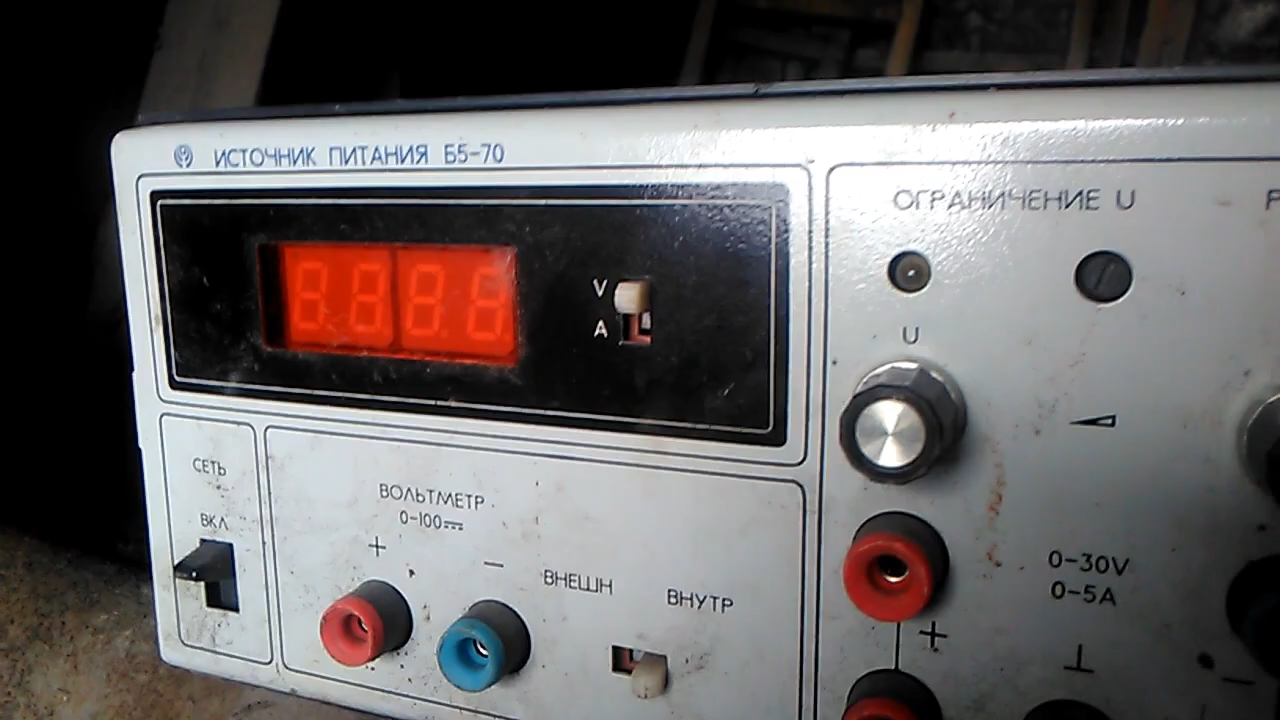 ИСТОЧНИК ПИТАНИЯ Б5-70
V
A
СЕТЬ
ВКЛ
ВОЛЬТМЕТР
0-100
+
−
ВНЕШН
ВНУТР
ОГРАНИЧЕНИЕ U
U
0-30V
0-5A
+
−